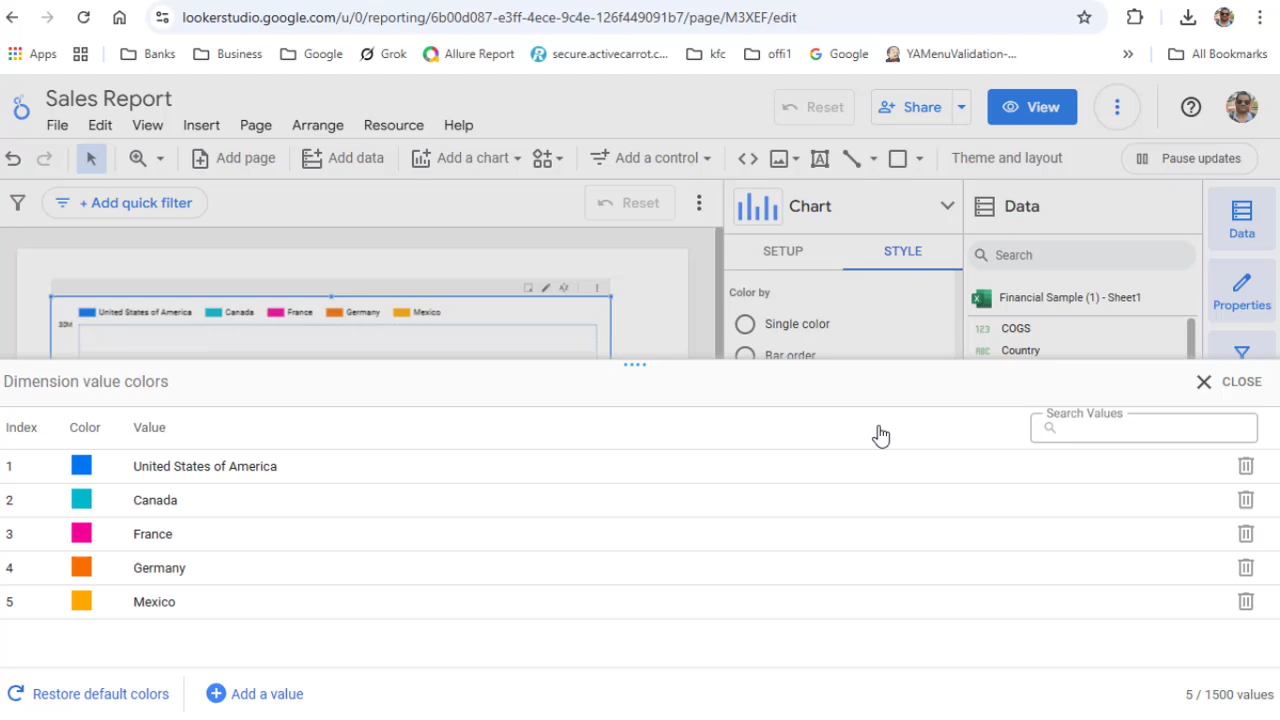 lookerstudio.google.com/u/0/reporting/6b00d087-e3ff-4ece-9c4e-126f449091b7/page/M3XEF/edit
Apps Banks Business Google Grok Allure Report secure.activecarrot.c... kfc offi1 Google YAMenuValidation-... » All Bookmarks
Sales Report
Reset Share View
File Edit View Insert Page Arrange Resource Help
Add page Add data Add a chart Add a control Theme and layout Pause updates
+ Add quick filter Reset Chart Data
Data
SETUP STYLE Search
Color by Financial Sample (1) - Sheet1
Properties
United States of America Canada France Germany Mexico
30M Single color 123 COGS
Bar order ABC Country
Dimension value colors CLOSE
Index Color Value Search Values
1 United States of America
2 Canada
3 France
4 Germany
5 Mexico
Restore default colors Add a value 5 / 1500 values